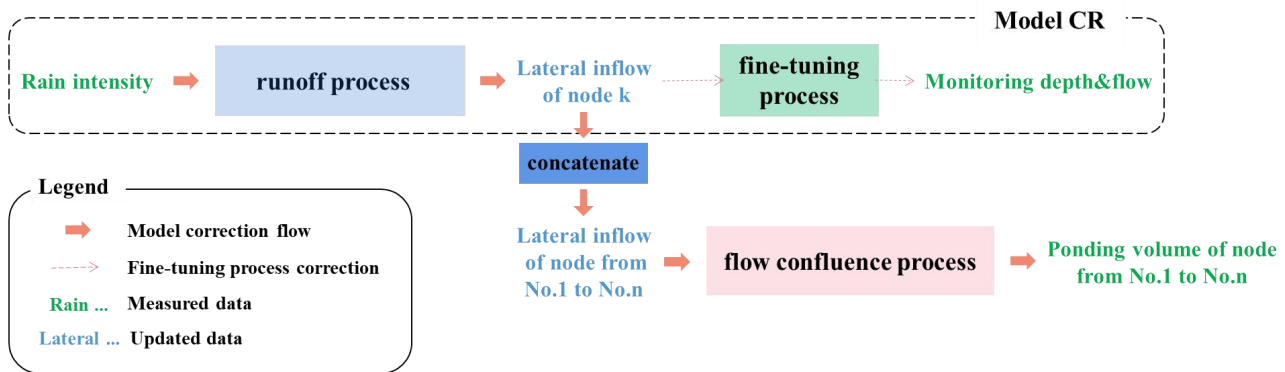 Model CR
Rain intensity
runoff process
Lateral inflow
of node k
fine-tuning
process
Monitoring depth&flow
concatenate
Legend
Model correction flow
Fine-tuning process correction
Rain ... Measured data
Lateral ... Updated data
Lateral inflow
of node from
No.1 to No.n
flow confluence process
Ponding volume of node
from No.1 to No.n